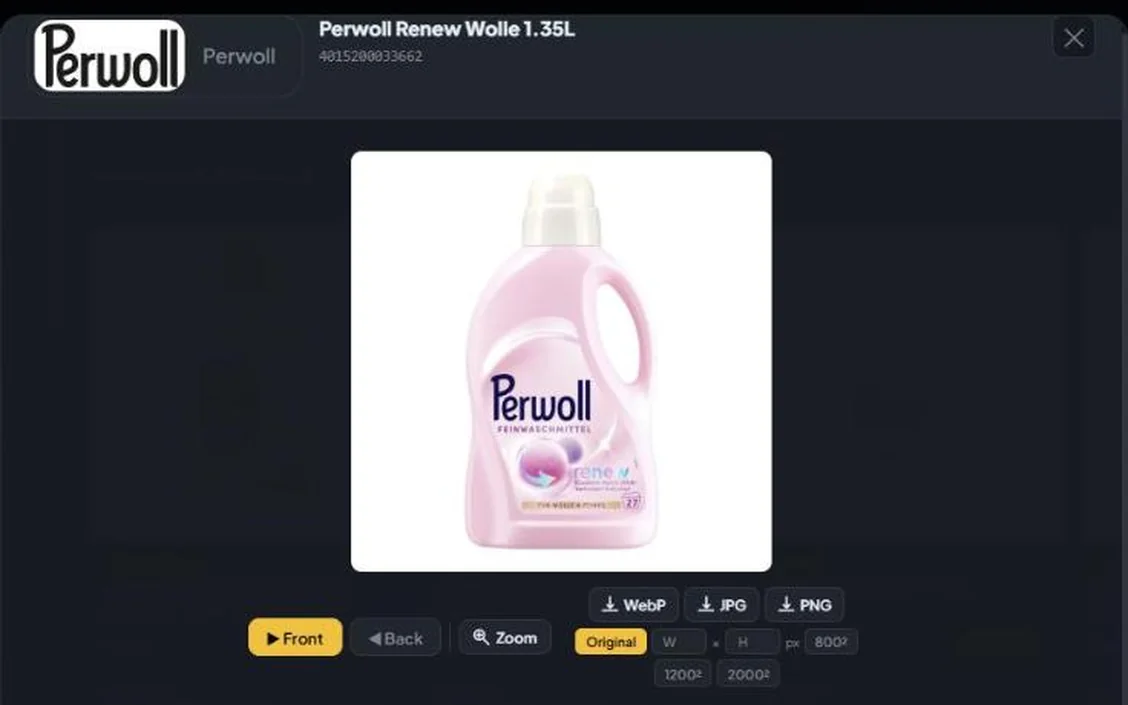 Perwoll
Perwoll
Perwoll Renew Wolle 1.35L
4015200033662
Perwoll
FEINWASCHMITTEL
renew
27
WebP
JPG
PNG
Front
Back
Zoom
Original
W
×
H
px
800²
1200²
2000²